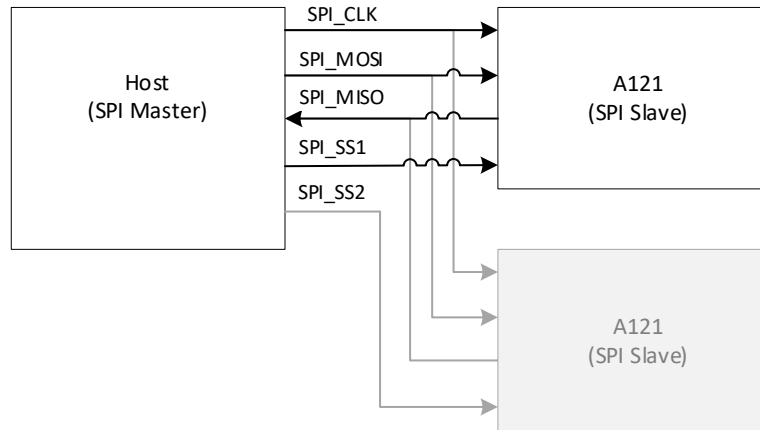 Host
(SPI Master)
SPI_CLK
SPI_MOSI
SPI_MISO
SPI_SS1
SPI_SS2
A121
(SPI Slave)
A121
(SPI Slave)